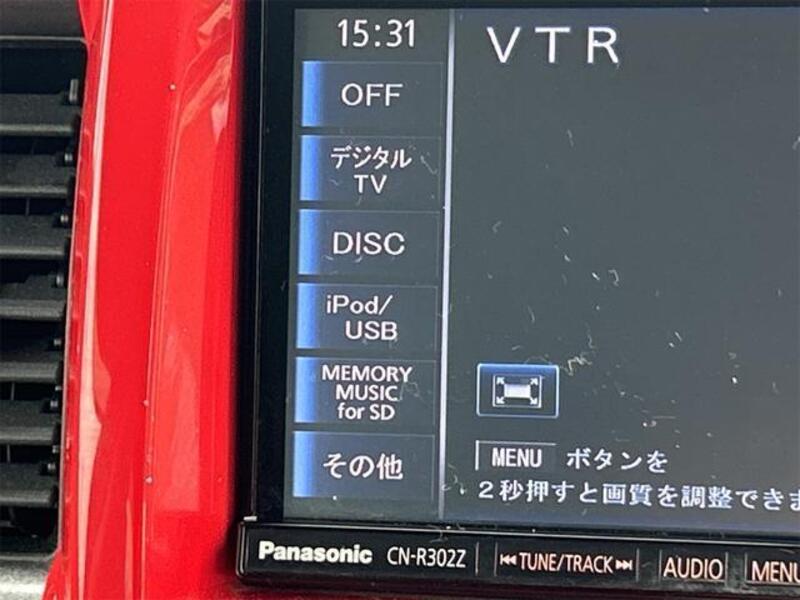 15:31
VTR
OFF
デジタル
TV
DISC
iPod/
USB
MEMORY
MUSIC
for SD
その他
MENU ボタンを
2秒押すと画質を調整できま
Panasonic CN-R302Z TUNE/TRACK AUDIO MENU